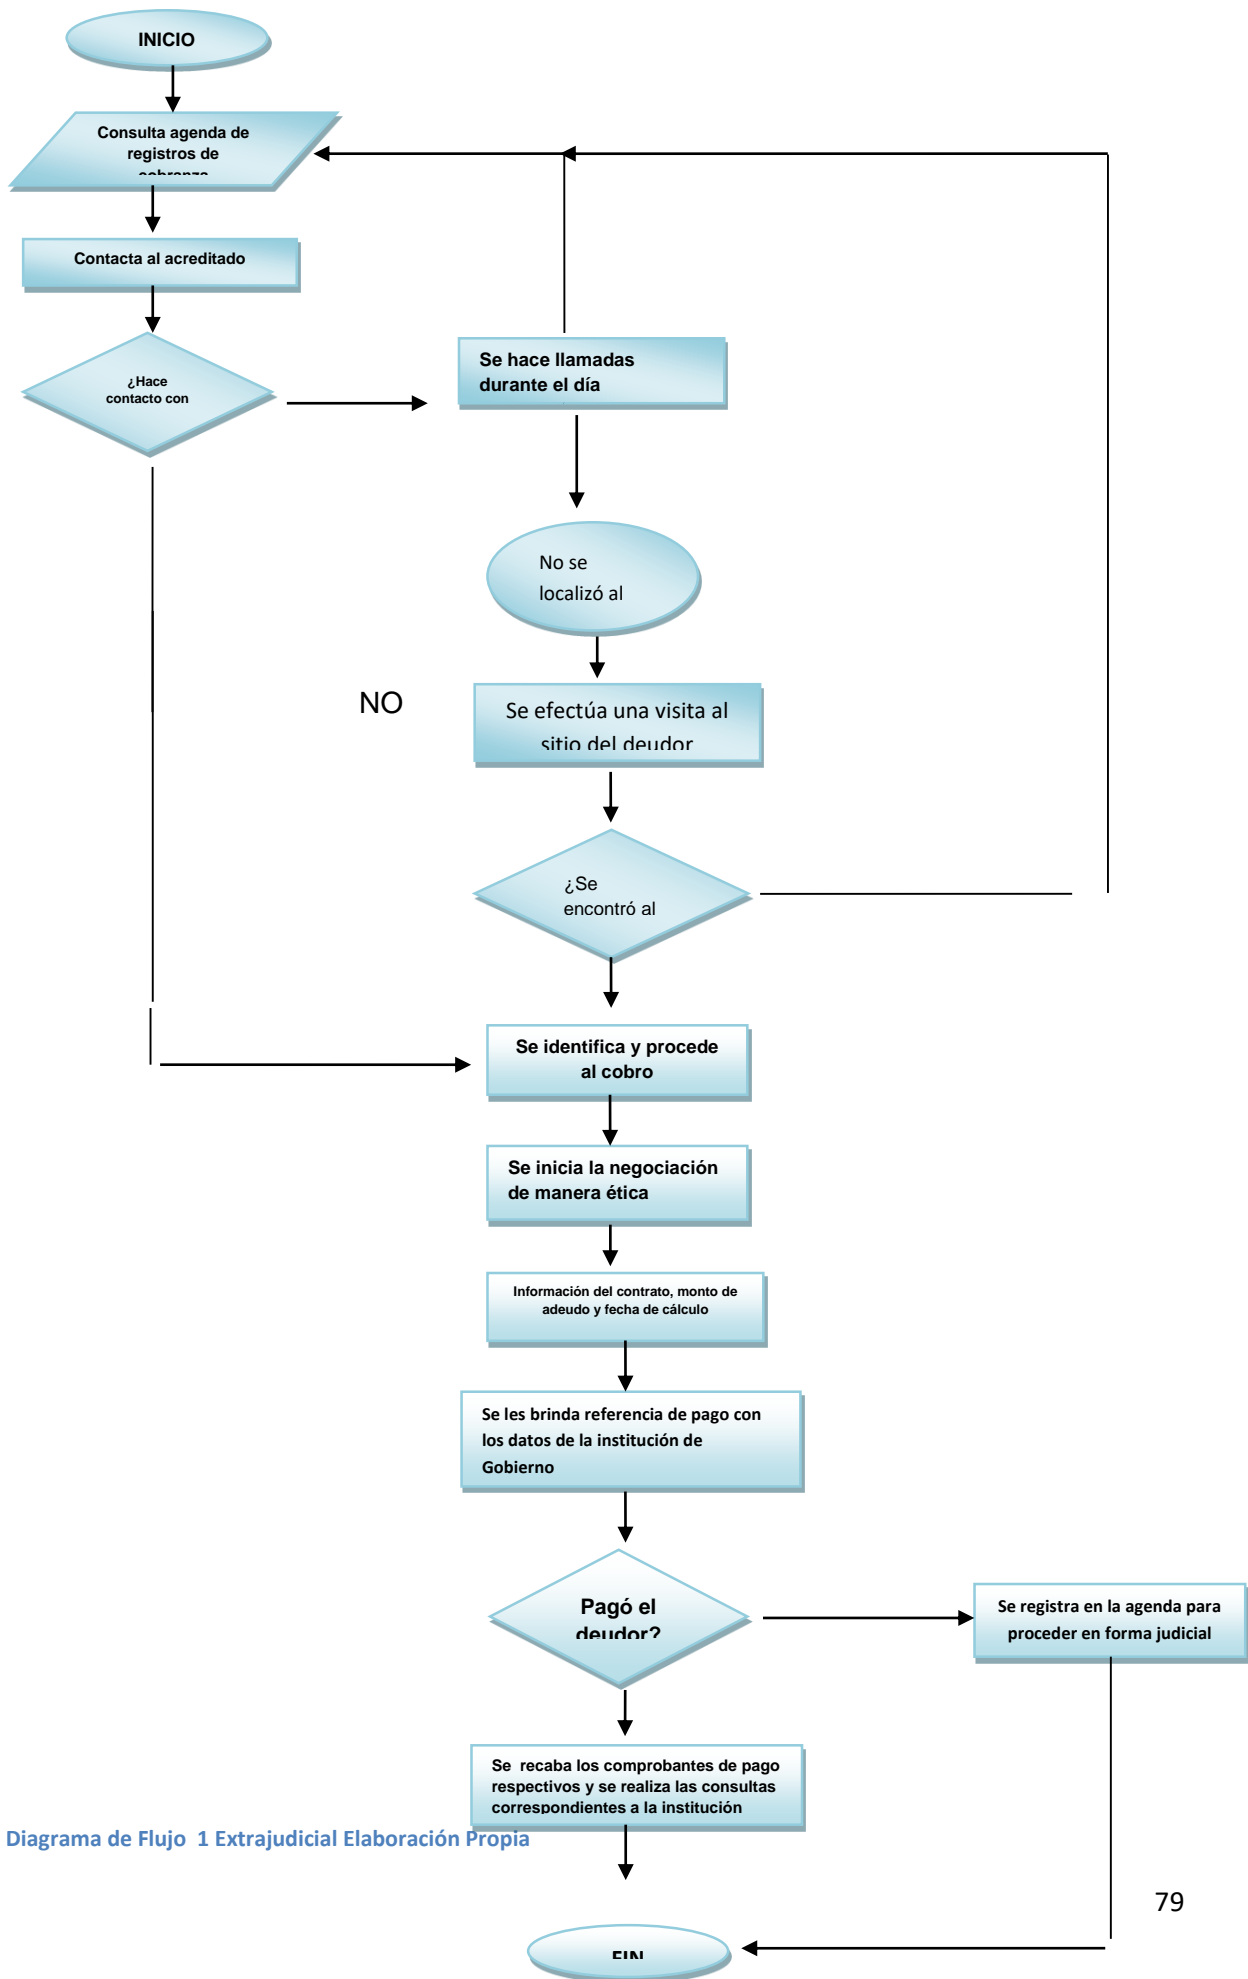 INICIO
Consulta agenda de
registros de
cobranza
Contacta al acreditado
¿Hace
contacto con
Se hace llamadas
durante el día
No se
localizó al
NO
Se efectúa una visita al
sitio del deudor
¿Se
encontró al
Se identifica y procede
al cobro
Se inicia la negociación
de manera ética
Información del contrato, monto de
adeudo y fecha de cálculo
Se les brinda referencia de pago con
los datos de la institución de
Gobierno
Pagó el
deudor?
Se registra en la agenda para
proceder en forma judicial
Se recaba los comprobantes de pago
respectivos y se realiza las consultas
correspondientes a la institución
Diagrama de Flujo 1 Extrajudicial Elaboración Propia
79
FIN